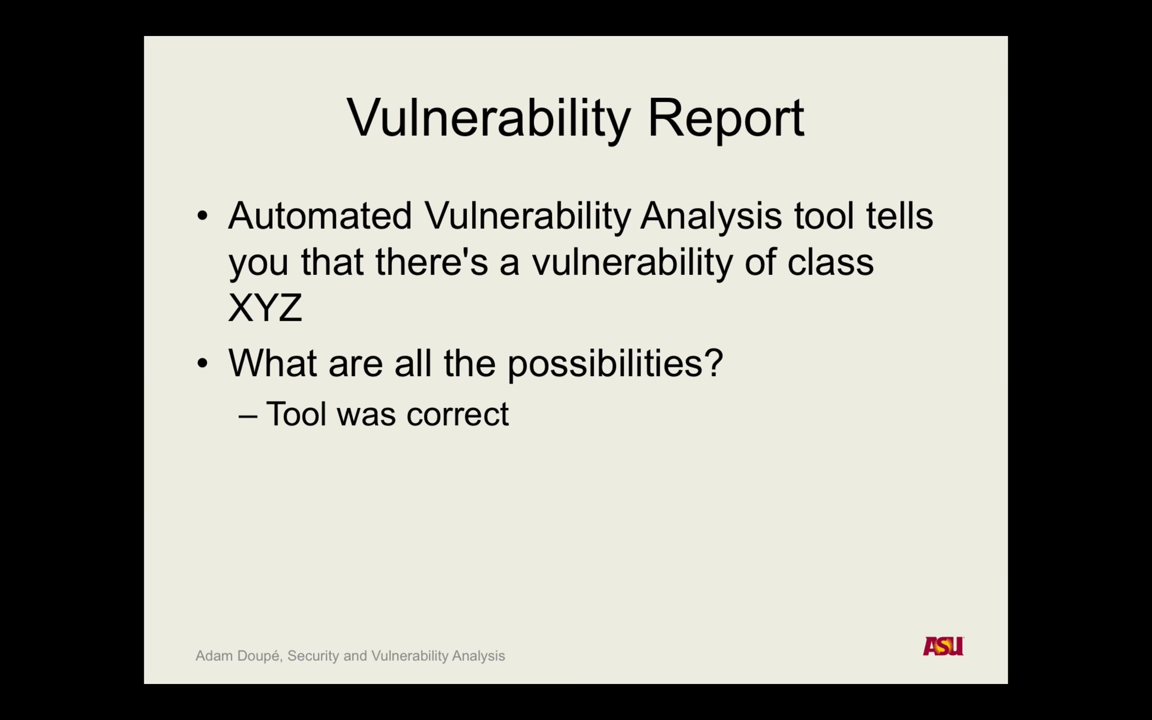 Vulnerability Report
• Automated Vulnerability Analysis tool tells
you that there's a vulnerability of class
XYZ
• What are all the possibilities?
– Tool was correct
Adam Doupé, Security and Vulnerability Analysis
ASU